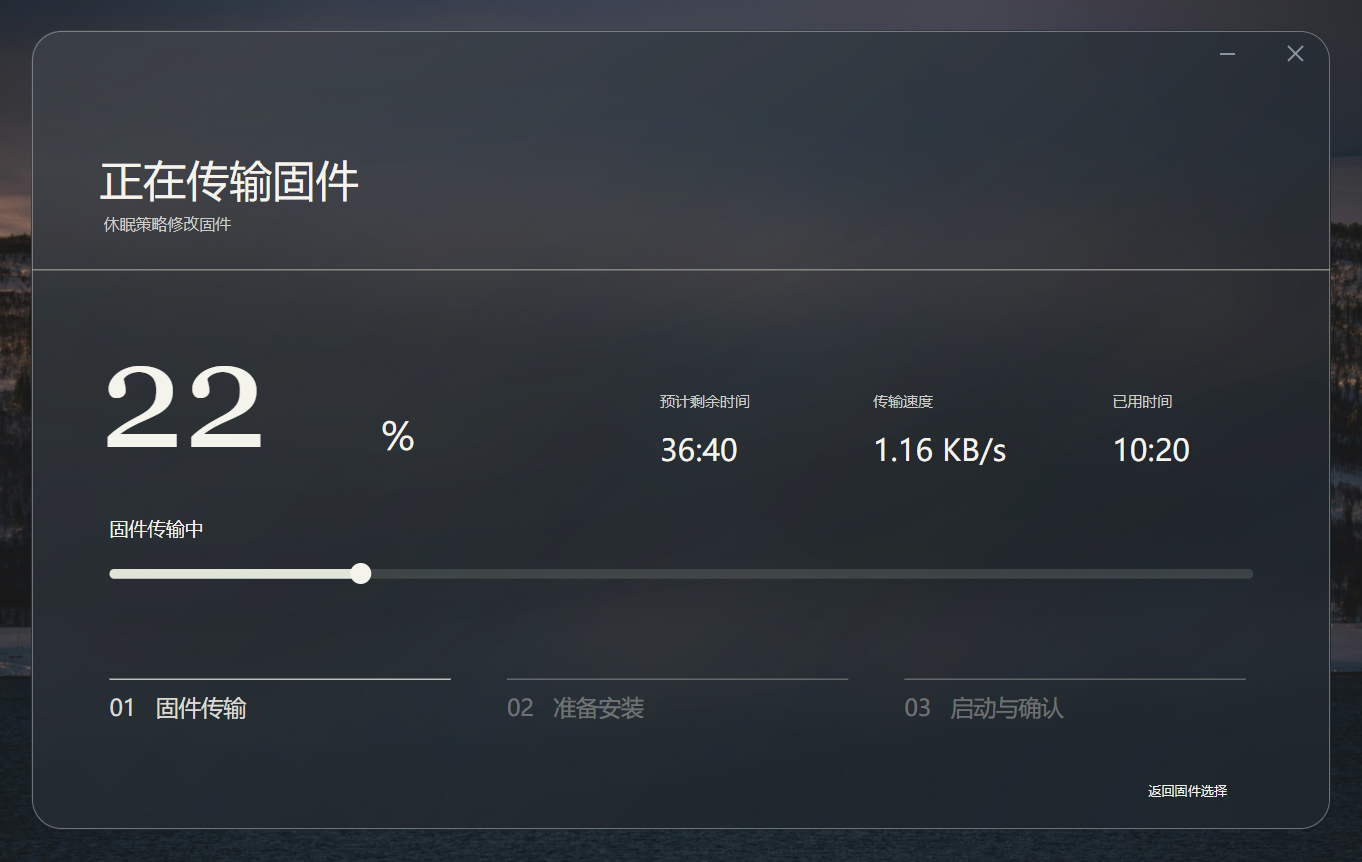 正在传输固件
休眠策略修改固件
22 %
预计剩余时间 传输速度 已用时间
36:40 1.16 KB/s 10:20
固件传输中
01 固件传输 02 准备安装 03 启动与确认
返回固件选择